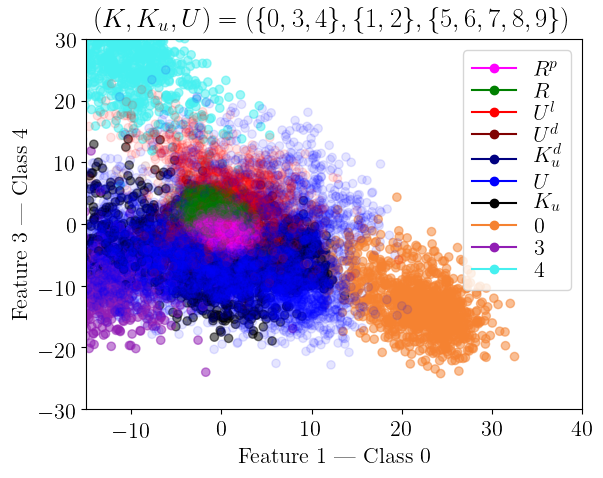 (K, K_u, U) = ({0, 3, 4}, {1, 2}, {5, 6, 7, 8, 9})
30
20
10
0
−10
−20
−30
−10
0
10
20
30
40
Feature 3 — Class 4
Feature 1 — Class 0
R^p
R
U^l
U^d
K_u^d
U
K_u
0
3
4